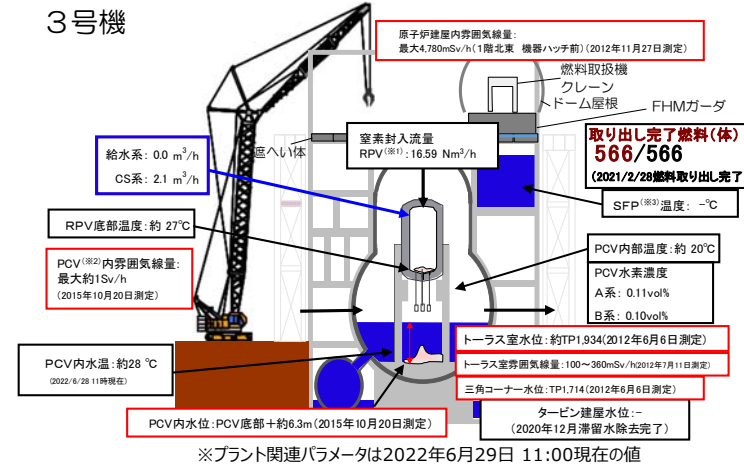 3号機
原子炉建屋内雰囲気線量:
最大4,780mSv/h(1階北東 機器ハッチ前)(2012年11月27日測定)
燃料取扱機
クレーン
ドーム屋根
FHMガーダ
遮へい体
窒素封入流量
RPV(※1):16.59 Nm³/h
給水系: 0.0 m³/h
CS系: 2.1 m³/h
取り出し完了燃料(体)
566/566
(2021/2/28燃料取り出し完了
SFP(※3)温度: -℃
RPV底部温度:約 27℃
PCV(※2)内雰囲気線量:
最大約1Sv/h
(2015年10月20日測定)
PCV内部温度:約 20℃
PCV水素濃度
A系: 0.11vol%
B系: 0.10vol%
トーラス室水位:約TP1,934(2012年6月6日測定)
トーラス室雰囲気線量:100~360mSv/h(2012年7月11日測定)
三角コーナー水位:TP1,714(2012年6月6日測定)
PCV内水温:約28 ℃
(2022/6/28 11時現在)
PCV内水位:PCV底部+約6.3m(2015年10月20日測定)
タービン建屋水位:-
(2020年12月滞留水除去完了)
※プラント関連パラメータは2022年6月29日 11:00現在の値